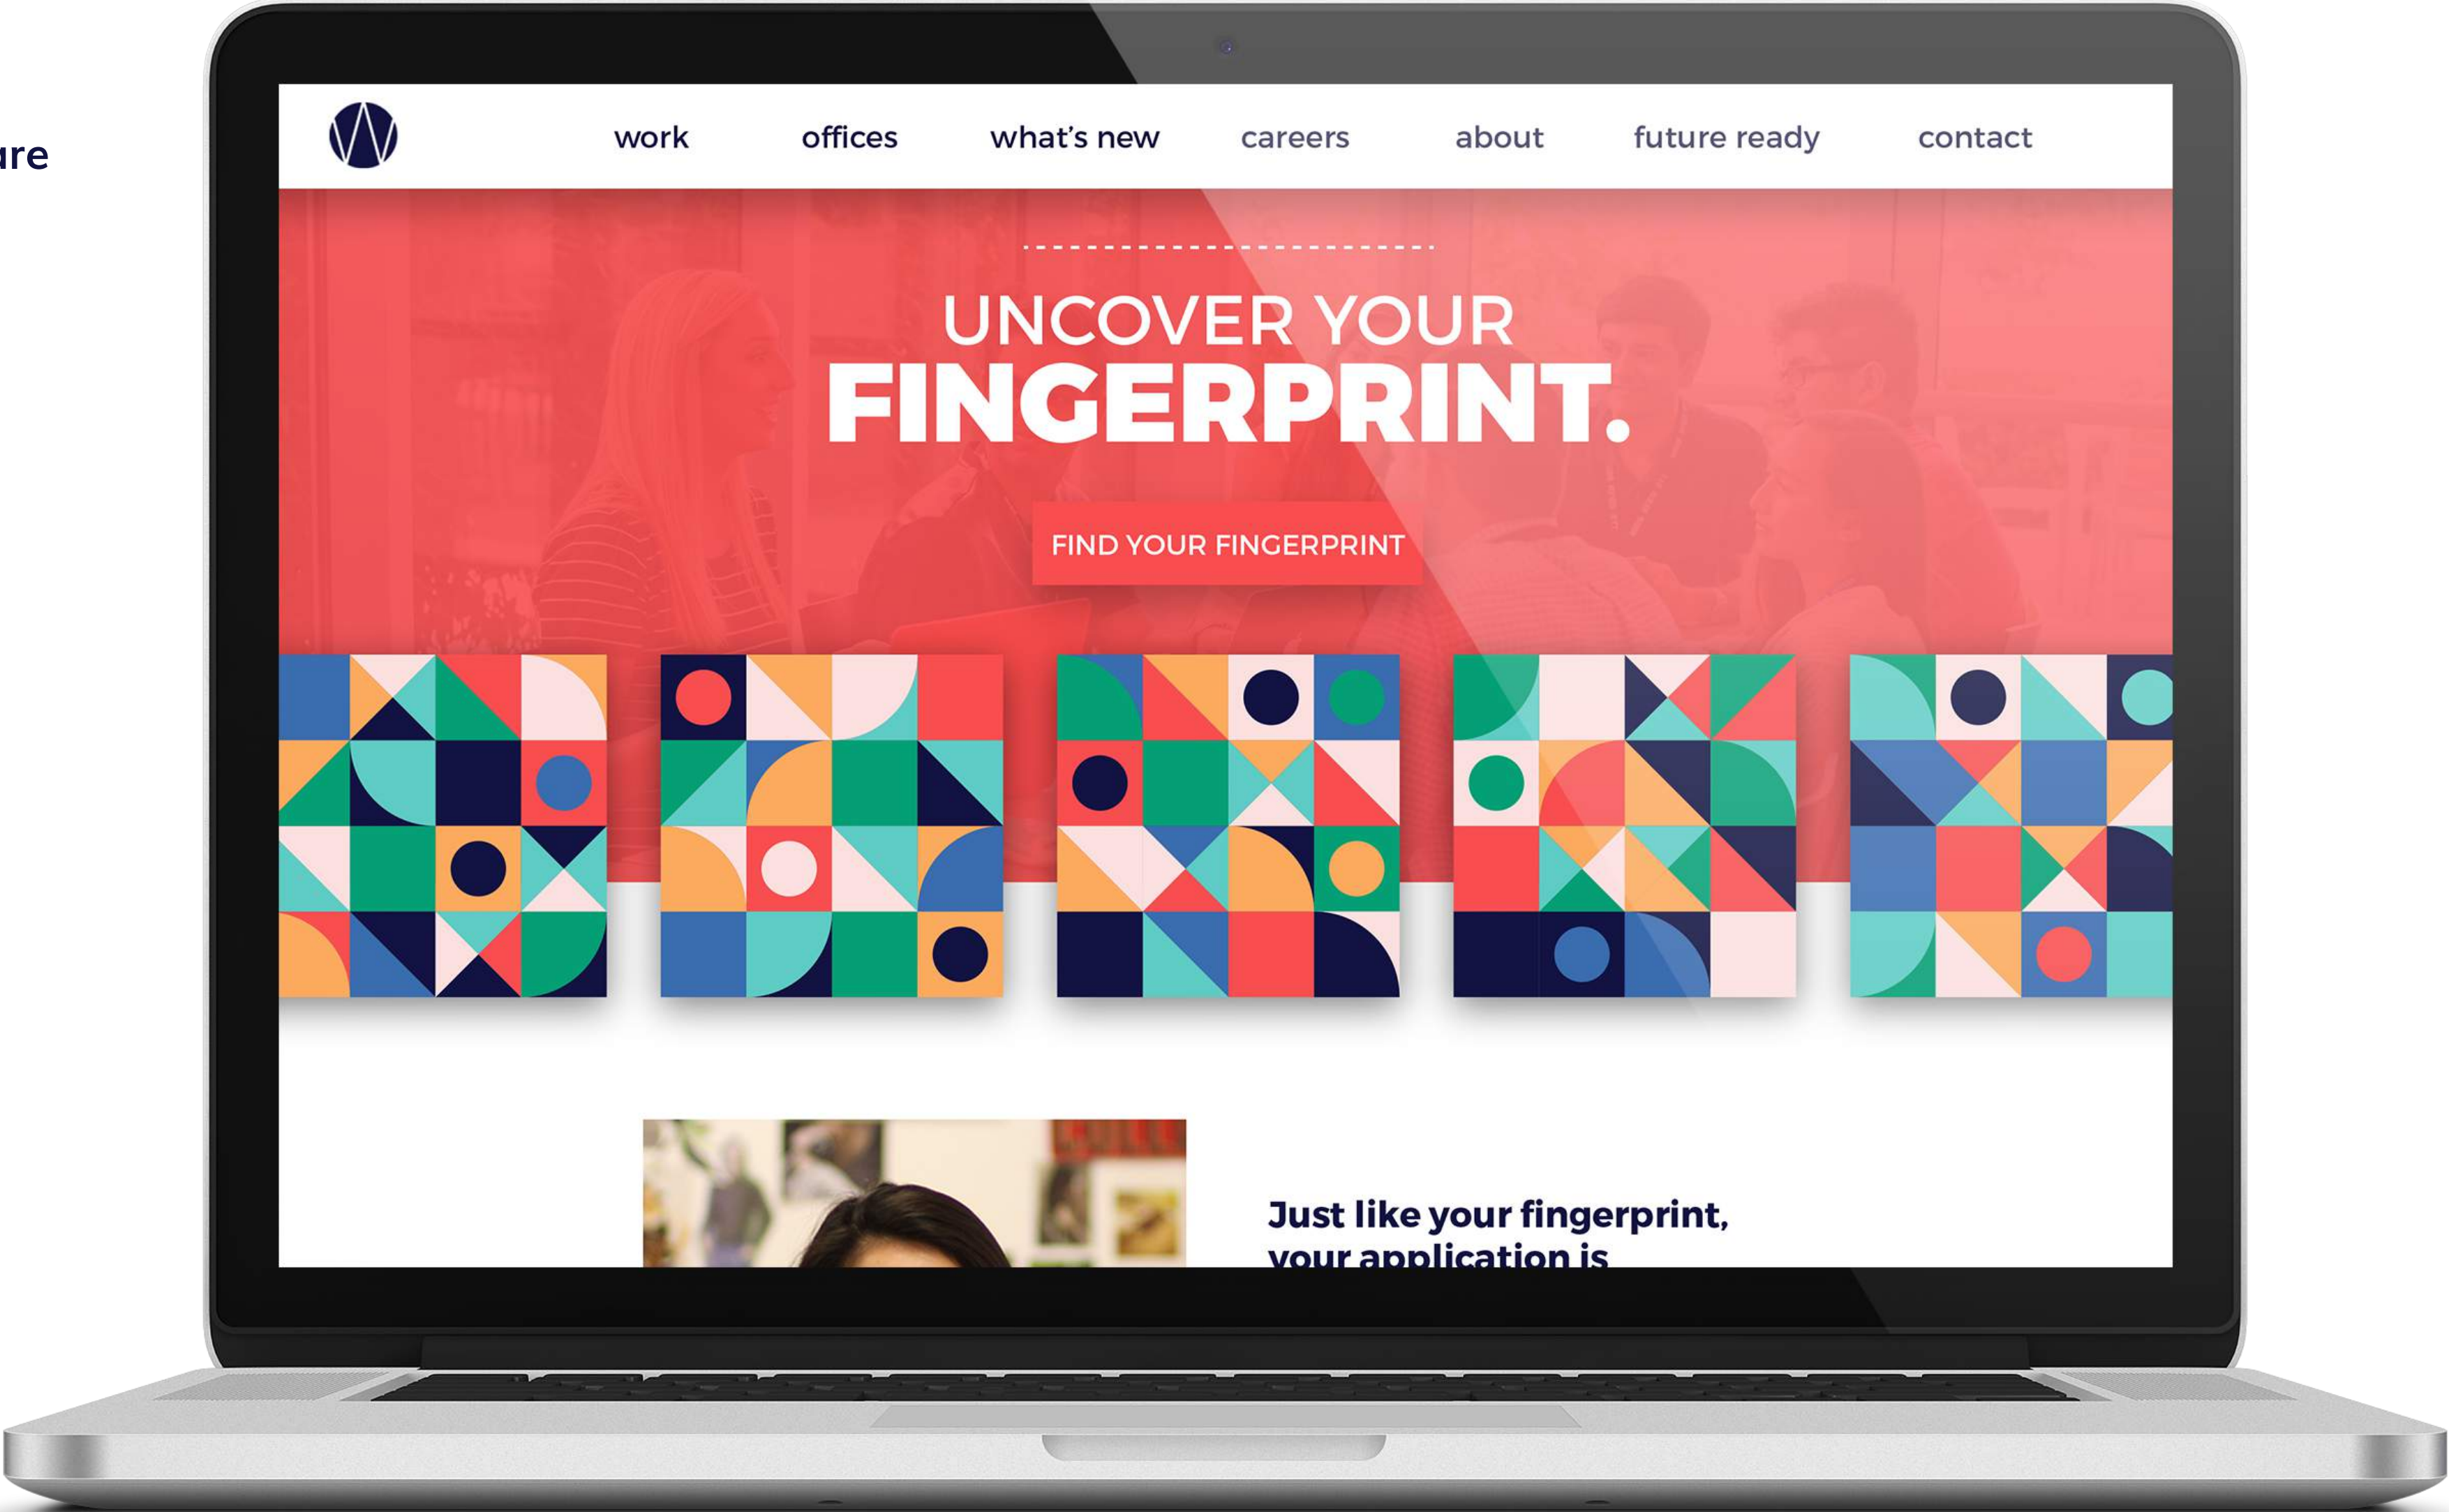 work offices what's new careers about future ready contact
UNCOVER YOUR
FINGERPRINT.
FIND YOUR FINGERPRINT
Just like your fingerprint,
your application is